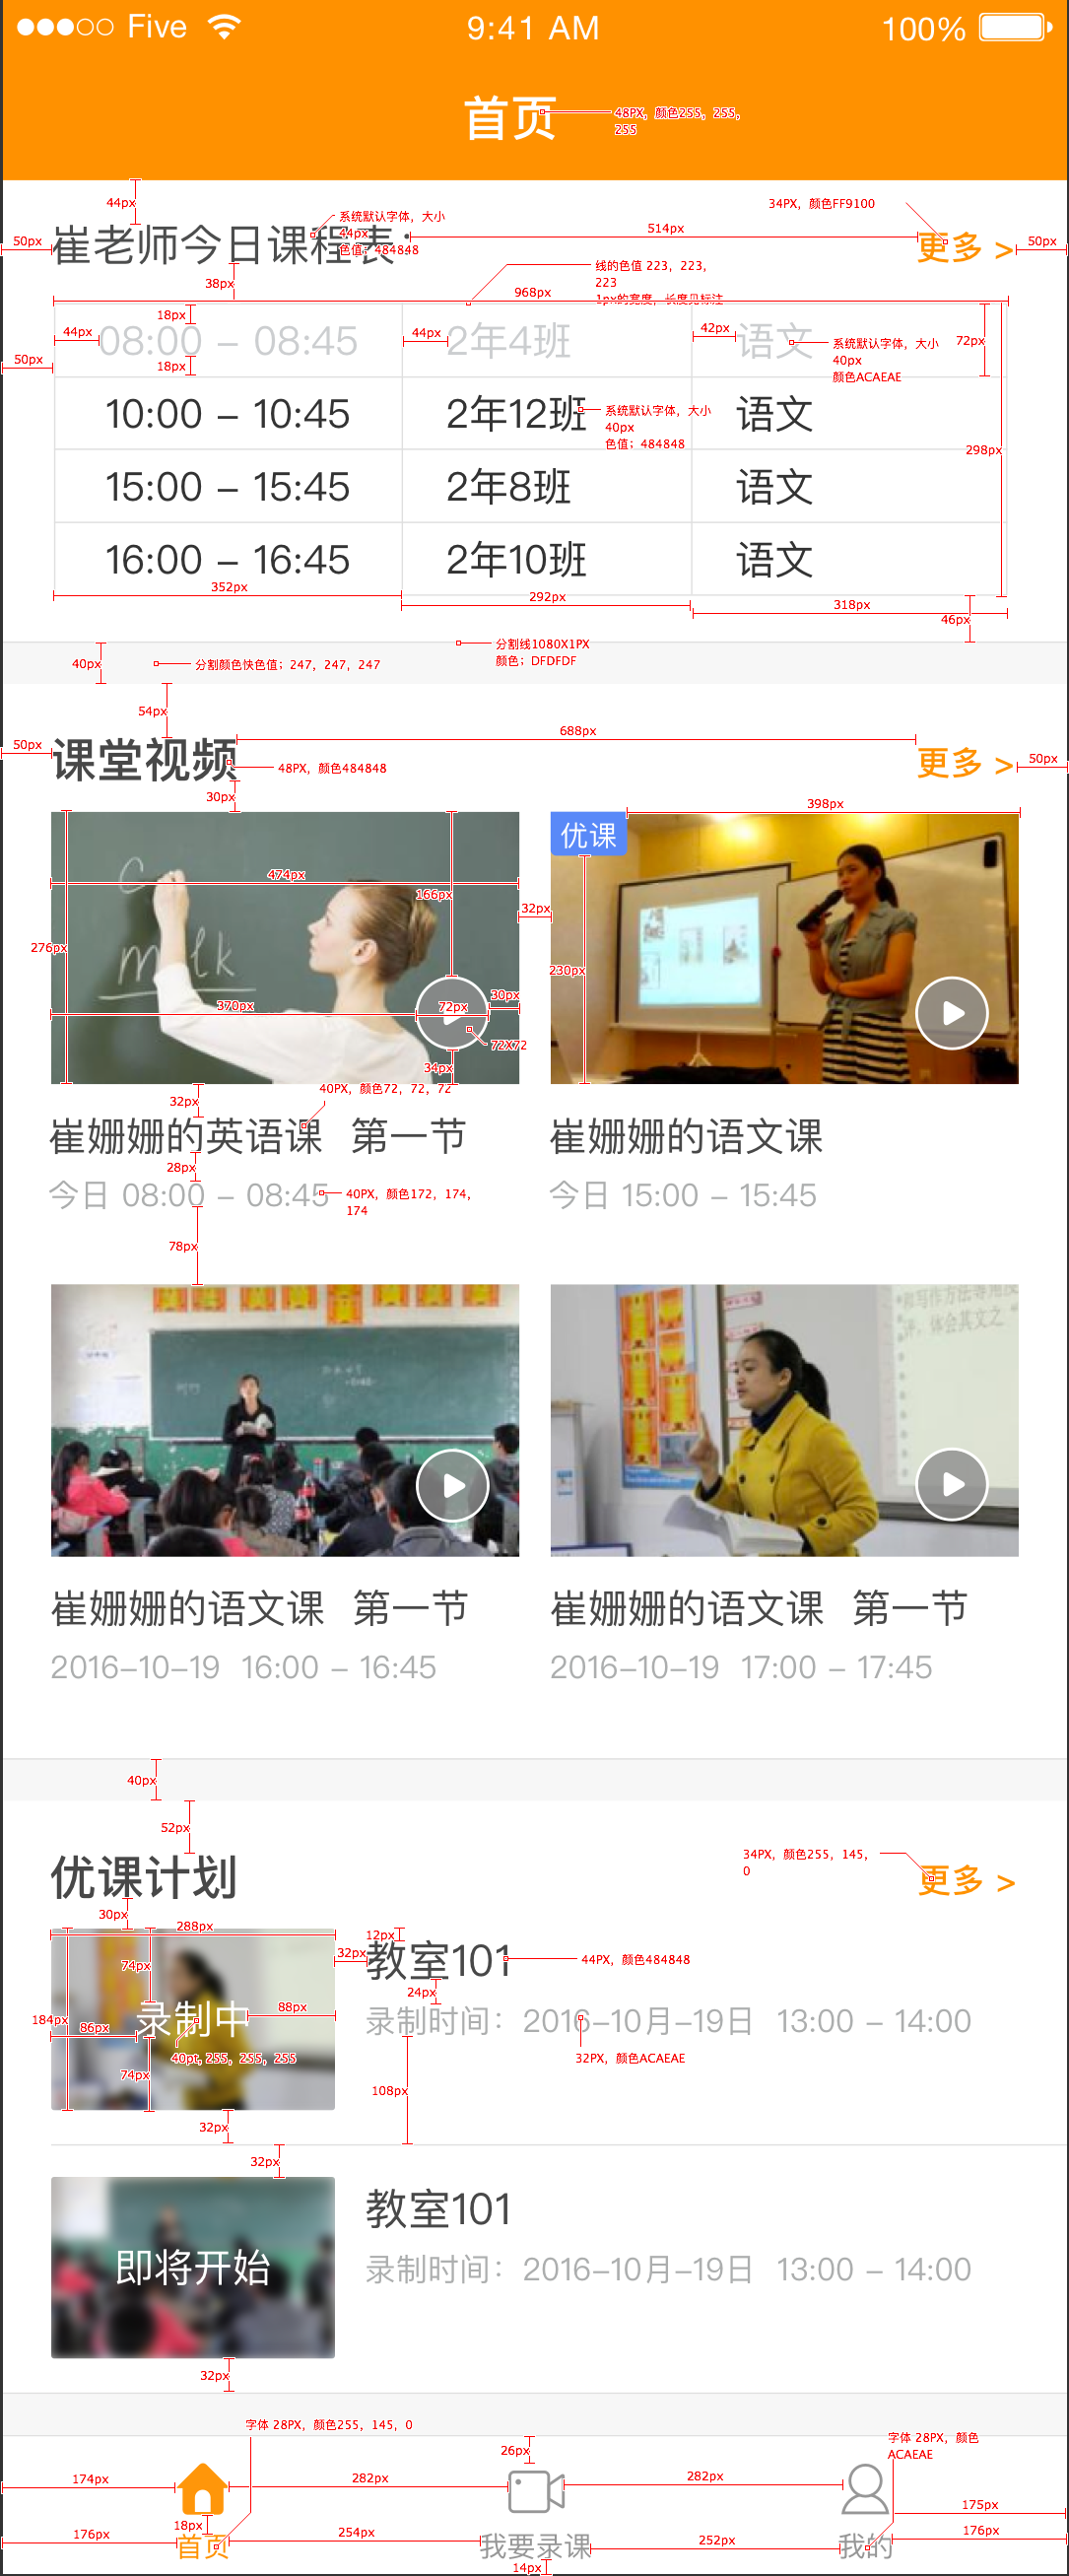 Five 9:41 AM 100%
首页
48PX，颜色255，255，
255
44px
系统默认字体，大小
44px
色值；484848
34PX，颜色FF9100
50px
崔老师今日课程表：
514px
更多 >
50px
38px
线的色值 223，223，
223
1px的宽度，长度见标注
968px
18px
44px
08:00 – 08:45
44px
2年4班
42px
语文
72px
50px
18px
系统默认字体，大小
40px
颜色ACAEAE
10:00 – 10:45
2年12班
语文
系统默认字体，大小
40px
色值；484848
298px
15:00 – 15:45
2年8班
语文
16:00 – 16:45
2年10班
语文
352px
292px
318px
46px
40px
分割颜色快色值；247，247，247
分割线1080X1PX
颜色；DFDFDF
54px
50px
课堂视频
688px
更多 >
50px
48PX，颜色484848
30px
398px
优课
474px
166px
32px
276px
milk
230px
370px
72px
30px
72X72
34px
32px
40PX，颜色72，72，72
崔姗姗的英语课 第一节
崔姗姗的语文课
28px
今日 08:00 – 08:45
40PX，颜色172，174，
174
今日 15:00 – 15:45
78px
崔姗姗的语文课 第一节
崔姗姗的语文课 第一节
2016–10–19 16:00 – 16:45
2016–10–19 17:00 – 17:45
40px
52px
优课计划
34PX，颜色255，145，
0
更多 >
30px
288px
12px
32px
教室101
44PX，颜色484848
74px
24px
184px
录制中
88px
86px
录制时间：2016–10月–19日 13:00 – 14:00
40pt, 255，255，255
32PX，颜色ACAEAE
74px
108px
32px
32px
教室101
即将开始
录制时间：2016–10月–19日 13:00 – 14:00
32px
字体 28PX，颜色255，145，0
字体 28PX，颜色
ACAEAE
26px
174px
282px
282px
175px
18px
176px
首页
254px
我要录课
252px
我的
176px
14px